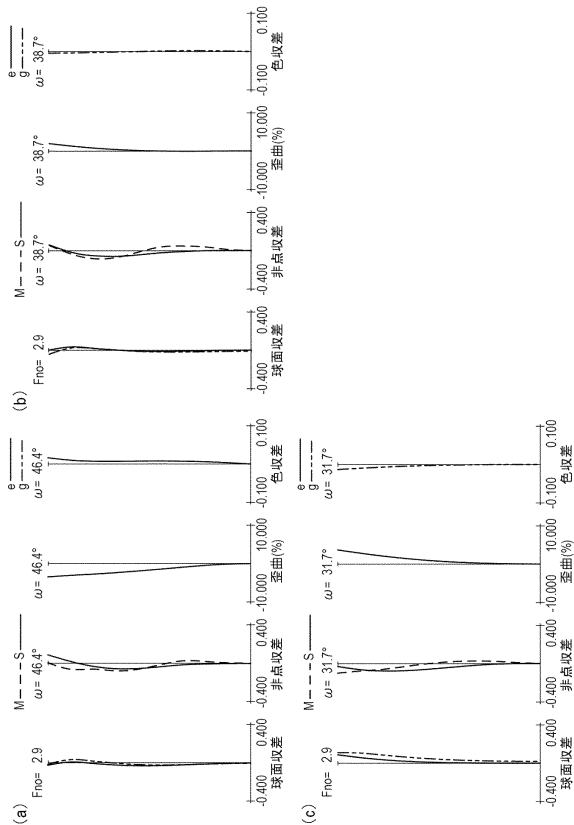 (a)
Fno= 2.9
-0.400 0.400
球面収差
M S
ω= 46.4°
-0.400 0.400
非点収差
ω= 46.4°
-10.000 10.000
歪曲(%)
e
g
ω= 46.4°
-0.100 0.100
色収差
(b)
Fno= 2.9
-0.400 0.400
球面収差
M S
ω= 38.7°
-0.400 0.400
非点収差
ω= 38.7°
-10.000 10.000
歪曲(%)
e
g
ω= 38.7°
-0.100 0.100
色収差
(c)
Fno= 2.9
-0.400 0.400
球面収差
M S
ω= 31.7°
-0.400 0.400
非点収差
ω= 31.7°
-10.000 10.000
歪曲(%)
e
g
ω= 31.7°
-0.100 0.100
色収差